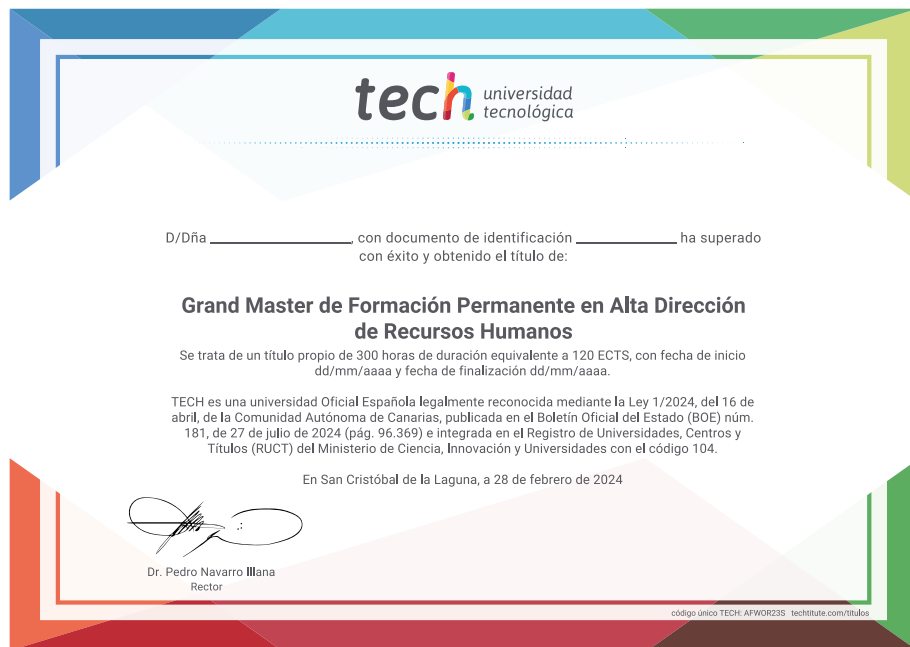 tech universidad
tecnológica
D/Dña ________________, con documento de identificación ____________ ha superado
con éxito y obtenido el título de:
Grand Master de Formación Permanente en Alta Dirección
de Recursos Humanos
Se trata de un título propio de 300 horas de duración equivalente a 120 ECTS, con fecha de inicio
dd/mm/aaaa y fecha de finalización dd/mm/aaaa.
TECH es una universidad Oficial Española legalmente reconocida mediante la Ley 1/2024, del 16 de
abril, de la Comunidad Autónoma de Canarias, publicada en el Boletín Oficial del Estado (BOE) núm.
181, de 27 de julio de 2024 (pág. 96.369) e integrada en el Registro de Universidades, Centros y
Títulos (RUCT) del Ministerio de Ciencia, Innovación y Universidades con el código 104.
En San Cristóbal de la Laguna, a 28 de febrero de 2024
Dr. Pedro Navarro Illana
Rector
código único TECH: AFWOR23S techtitute.com/titulos